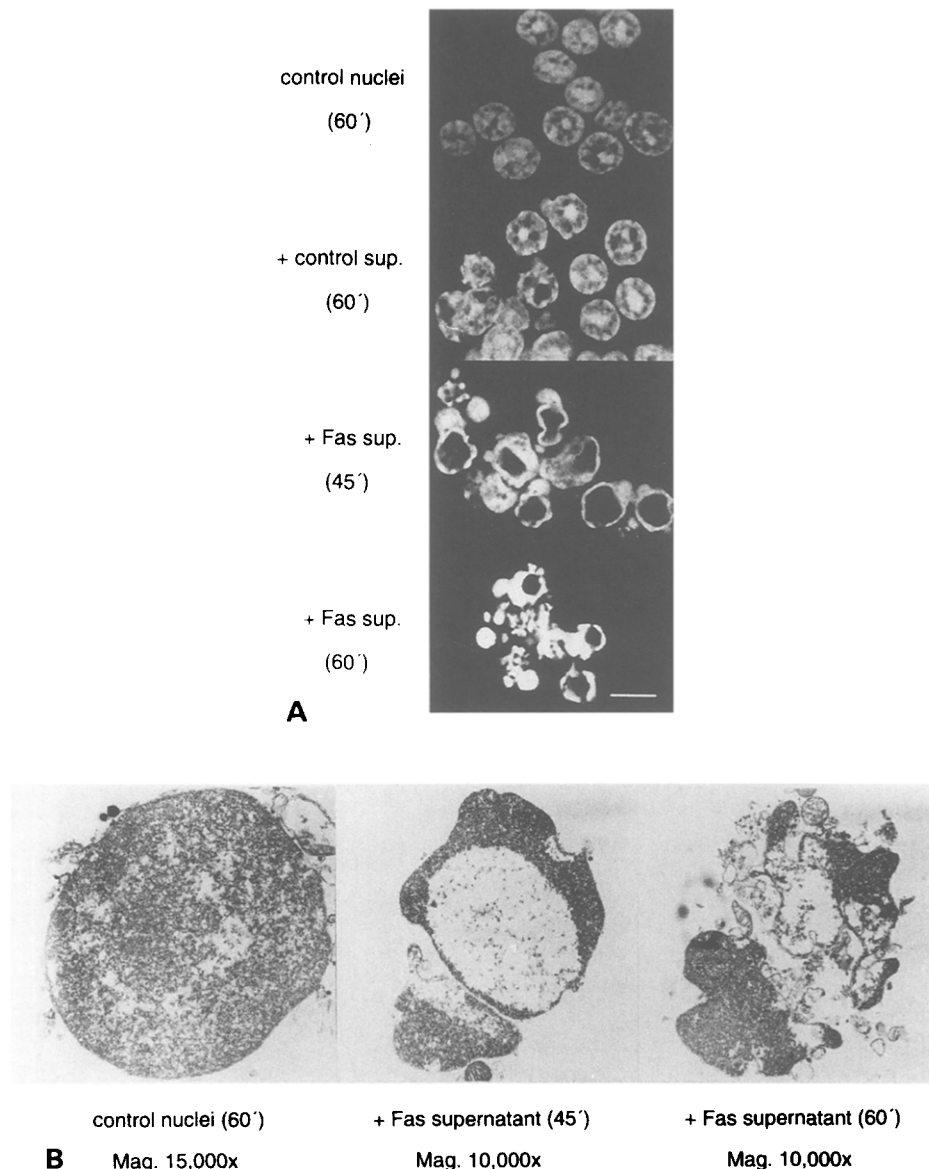 control nuclei
(60´)
+ control sup.
(60´)
+ Fas sup.
(45´)
+ Fas sup.
(60´)
A
control nuclei (60´)
+ Fas supernatant (45´)
+ Fas supernatant (60´)
B
Mag. 15,000x
Mag. 10,000x
Mag. 10,000x